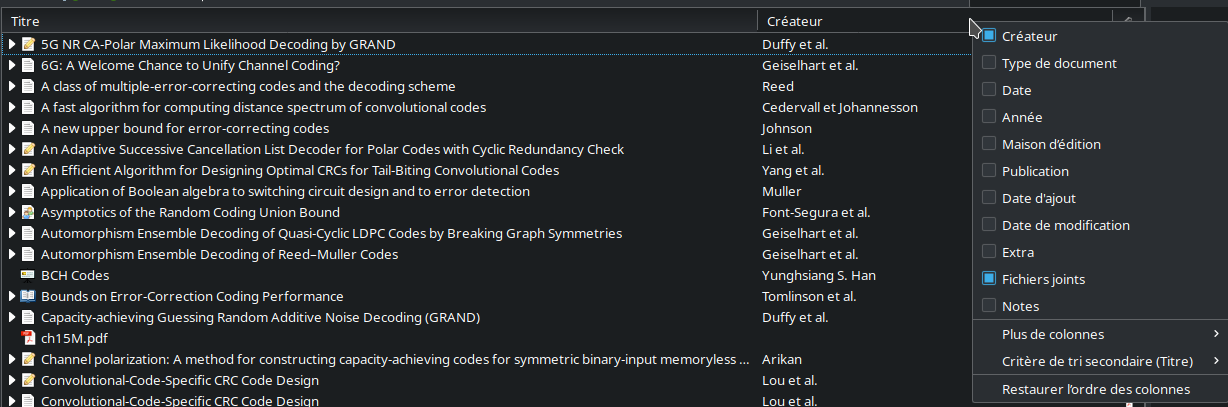 Titre Créateur
5G NR CA-Polar Maximum Likelihood Decoding by GRAND Duffy et al.
6G: A Welcome Chance to Unify Channel Coding? Geiselhart et al.
A class of multiple-error-correcting codes and the decoding scheme Reed
A fast algorithm for computing distance spectrum of convolutional codes Cedervall et Johannesson
A new upper bound for error-correcting codes Johnson
An Adaptive Successive Cancellation List Decoder for Polar Codes with Cyclic Redundancy Check Li et al.
An Efficient Algorithm for Designing Optimal CRCs for Tail-Biting Convolutional Codes Yang et al.
Application of Boolean algebra to switching circuit design and to error detection Muller
Asymptotics of the Random Coding Union Bound Font-Segura et al.
Automorphism Ensemble Decoding of Quasi-Cyclic LDPC Codes by Breaking Graph Symmetries Geiselhart et al.
Automorphism Ensemble Decoding of Reed–Muller Codes Geiselhart et al.
BCH Codes Yunghsiang S. Han
Bounds on Error-Correction Coding Performance Tomlinson et al.
Capacity-achieving Guessing Random Additive Noise Decoding (GRAND) Duffy et al.
ch15M.pdf
Channel polarization: A method for constructing capacity-achieving codes for symmetric binary-input memoryless ... Arikan
Convolutional-Code-Specific CRC Code Design Lou et al.
Convolutional-Code-Specific CRC Code Design Lou et al.
Créateur
Type de document
Date
Année
Maison d'édition
Publication
Date d'ajout
Date de modification
Extra
Fichiers joints
Notes
Plus de colonnes
Critère de tri secondaire (Titre)
Restaurer l'ordre des colonnes